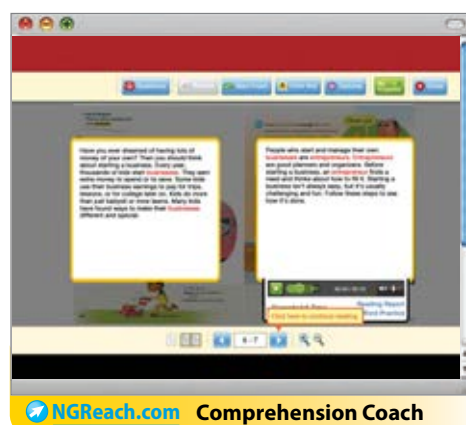 Have you ever dreamed of having lots of
money of your own? Then you should think
about starting a business. Every year,
thousands of kids start businesses. They earn
extra money to spend or to save. Some kids
use their business earnings to pay for trips,
lessons, or for college later on. Kids do more
than just babysit or mow lawns. Many kids
have found ways to make their businesses
different and special.
People who start and manage their own
businesses are entrepreneurs. Entrepreneurs
are good planners and organizers. Before
starting a business, an entrepreneur finds a
need and thinks about how to fill it. Starting a
business isn't always easy, but it's usually
challenging and fun. Follow these steps to see
how it's done.
Reading Report
Word Practice
Click here to continue reading
6-7
NGReach.com Comprehension Coach